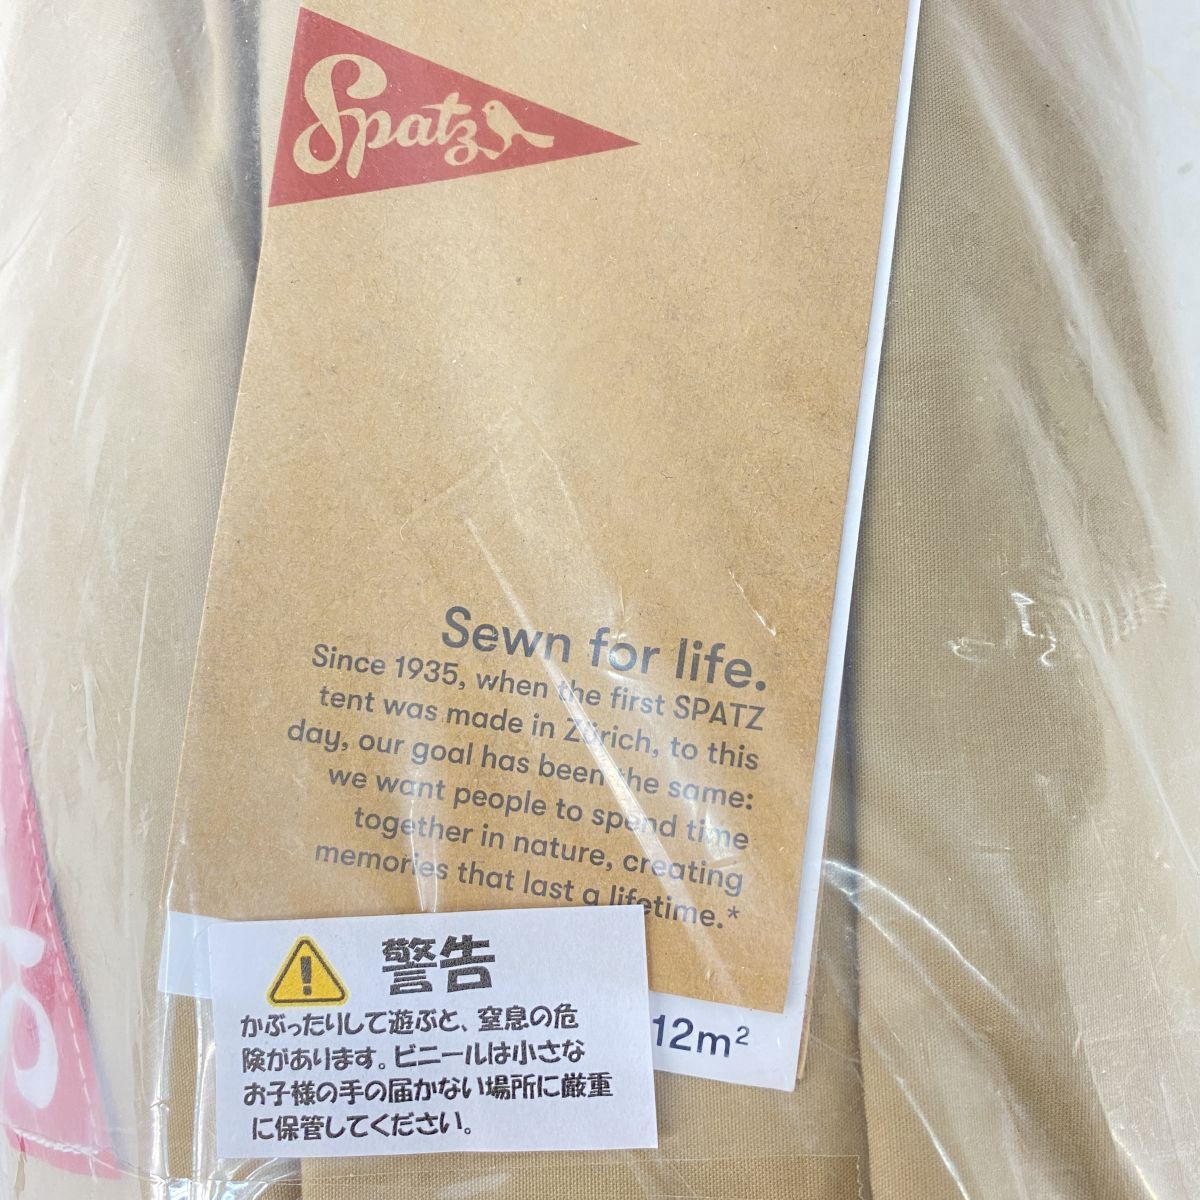 Spatz
Sewn for life.
Since 1935, when the first SPATZ
tent was made in Zürich, to this
day, our goal has been the same:
we want people to spend time
together in nature, creating
memories that last a lifetime.*
12m²
警告
かぶったりして遊ぶと、窒息の危
険があります。ビニールは小さな
お子様の手の届かない場所に厳重
に保管してください。